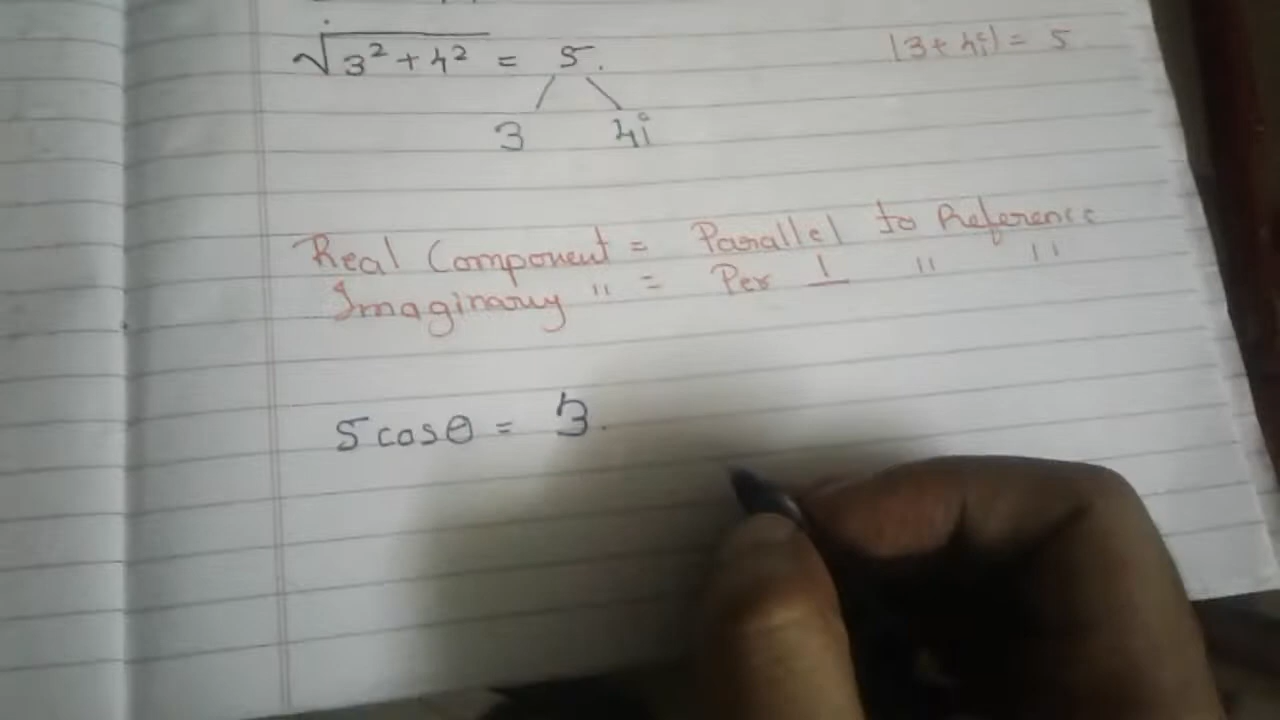 √3² + 4² = 5.
|3 + 4i| = 5
3 4i
Real Component = Parallel to Reference
Imaginary " = Per ⊥ " "
5 cosθ = 3.